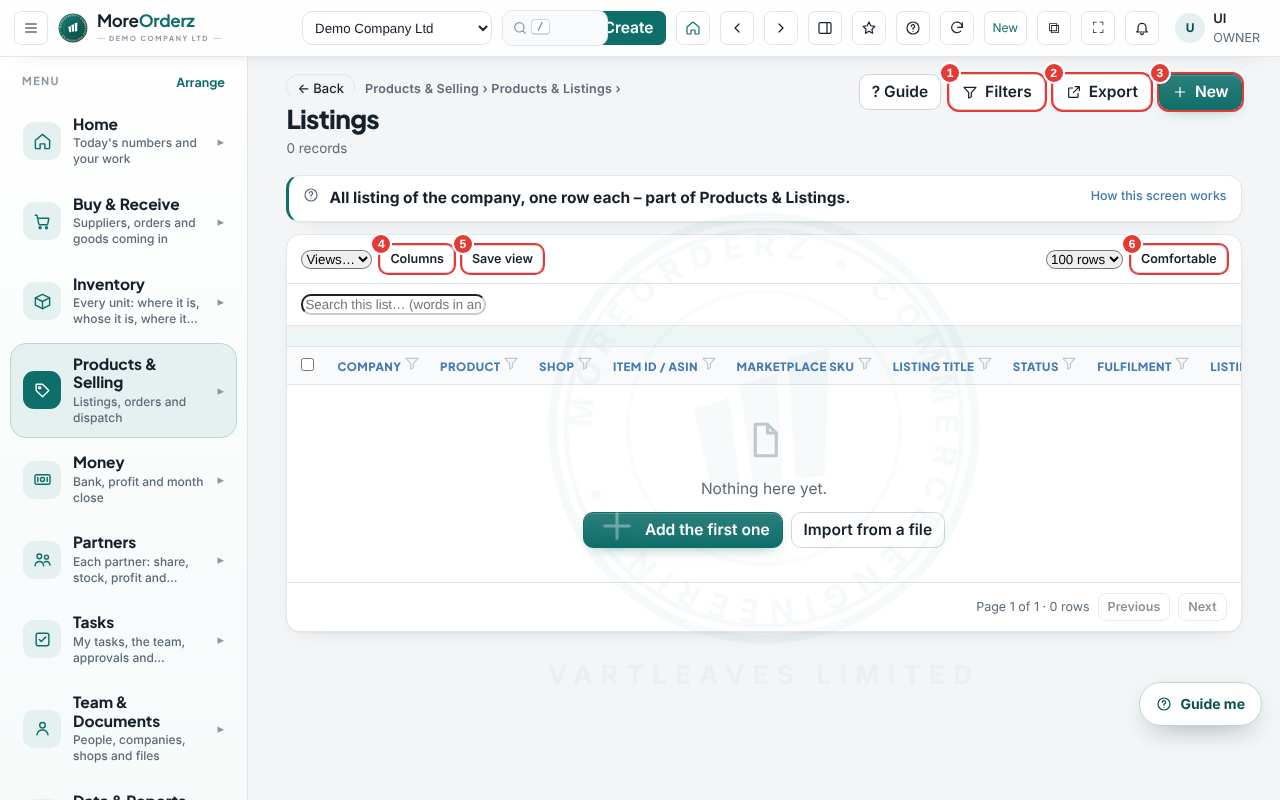 MoreOrderz
— DEMO COMPANY LTD —
Demo Company Ltd
/
Create
New
U
UI
OWNER
MENU
Arrange
Home
Today's numbers and
your work
Buy & Receive
Suppliers, orders and
goods coming in
Inventory
Every unit: where it is,
whose it is, where it...
Products &
Selling
Listings, orders and
dispatch
Money
Bank, profit and month
close
Partners
Each partner: share,
stock, profit and...
Tasks
My tasks, the team,
approvals and...
Team &
Documents
People, companies,
shops and files
Data & Reports
← Back
Products & Selling › Products & Listings ›
Listings
0 records
? Guide
1
Filters
2
Export
3
+ New
All listing of the company, one row each – part of Products & Listings.
How this screen works
Views...
4
Columns
5
Save view
100 rows
6
Comfortable
Search this list... (words in an
COMPANY
PRODUCT
SHOP
ITEM ID / ASIN
MARKETPLACE SKU
LISTING TITLE
STATUS
FULFILMENT
LISTI
Nothing here yet.
Add the first one
Import from a file
Page 1 of 1 · 0 rows
Previous
Next
MOREORDERZ • COMMERCE ENGINEERING •
VARTLEAVES LIMITED
Guide me